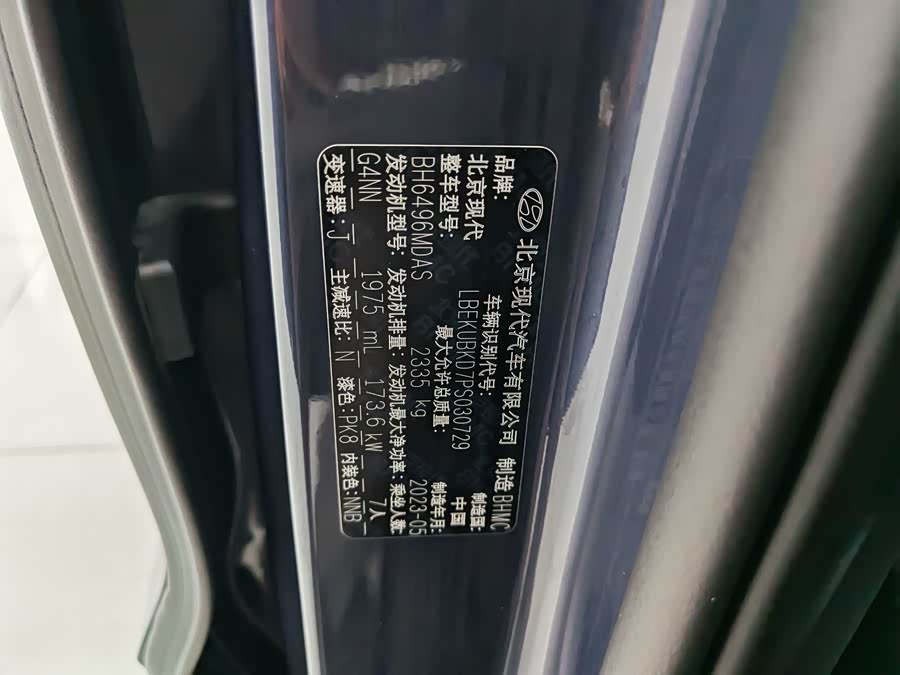 北京现代汽车有限公司 制造 BHMC
品牌: 车辆识别代号: 制造国:
北京现代 LBEKUBKD7PS030729 中国
整车型号: 最大允许总质量: 制造年月:
BH6496MDAS 2335 kg 2023-05
发动机型号: 发动机排量: 发动机最大净功率: 乘坐人数:
G4NN 1975 mL 173.6 kW 7人
变速器: J 主减速比: N 漆色: PK8 内装色: NNB